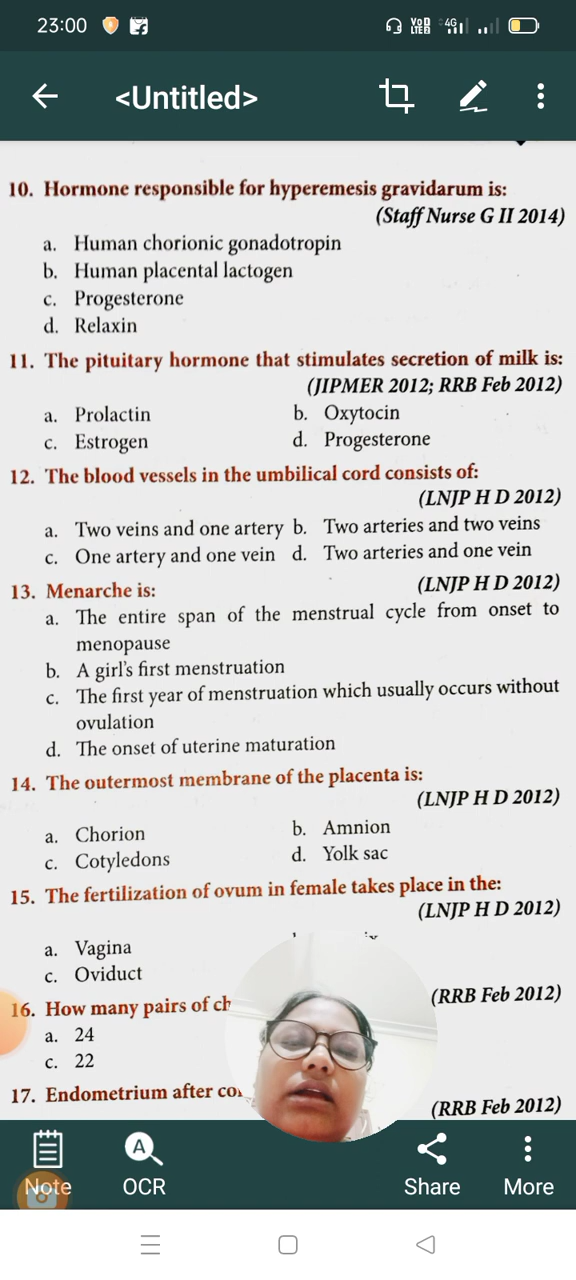 23:00
VoD
LTE2
4G
<Untitled>
10. Hormone responsible for hyperemesis gravidarum is:
(Staff Nurse G II 2014)
a. Human chorionic gonadotropin
b. Human placental lactogen
c. Progesterone
d. Relaxin
11. The pituitary hormone that stimulates secretion of milk is:
(JIPMER 2012; RRB Feb 2012)
a. Prolactin b. Oxytocin
c. Estrogen d. Progesterone
12. The blood vessels in the umbilical cord consists of:
(LNJP H D 2012)
a. Two veins and one artery b. Two arteries and two veins
c. One artery and one vein d. Two arteries and one vein
13. Menarche is: (LNJP H D 2012)
a. The entire span of the menstrual cycle from onset to
menopause
b. A girl's first menstruation
c. The first year of menstruation which usually occurs without
ovulation
d. The onset of uterine maturation
14. The outermost membrane of the placenta is:
(LNJP H D 2012)
a. Chorion b. Amnion
c. Cotyledons d. Yolk sac
15. The fertilization of ovum in female takes place in the:
(LNJP H D 2012)
a. Vagina
c. Oviduct
16. How many pairs of ch
(RRB Feb 2012)
a. 24
c. 22
17. Endometrium after
(RRB Feb 2012)
Note OCR Share More